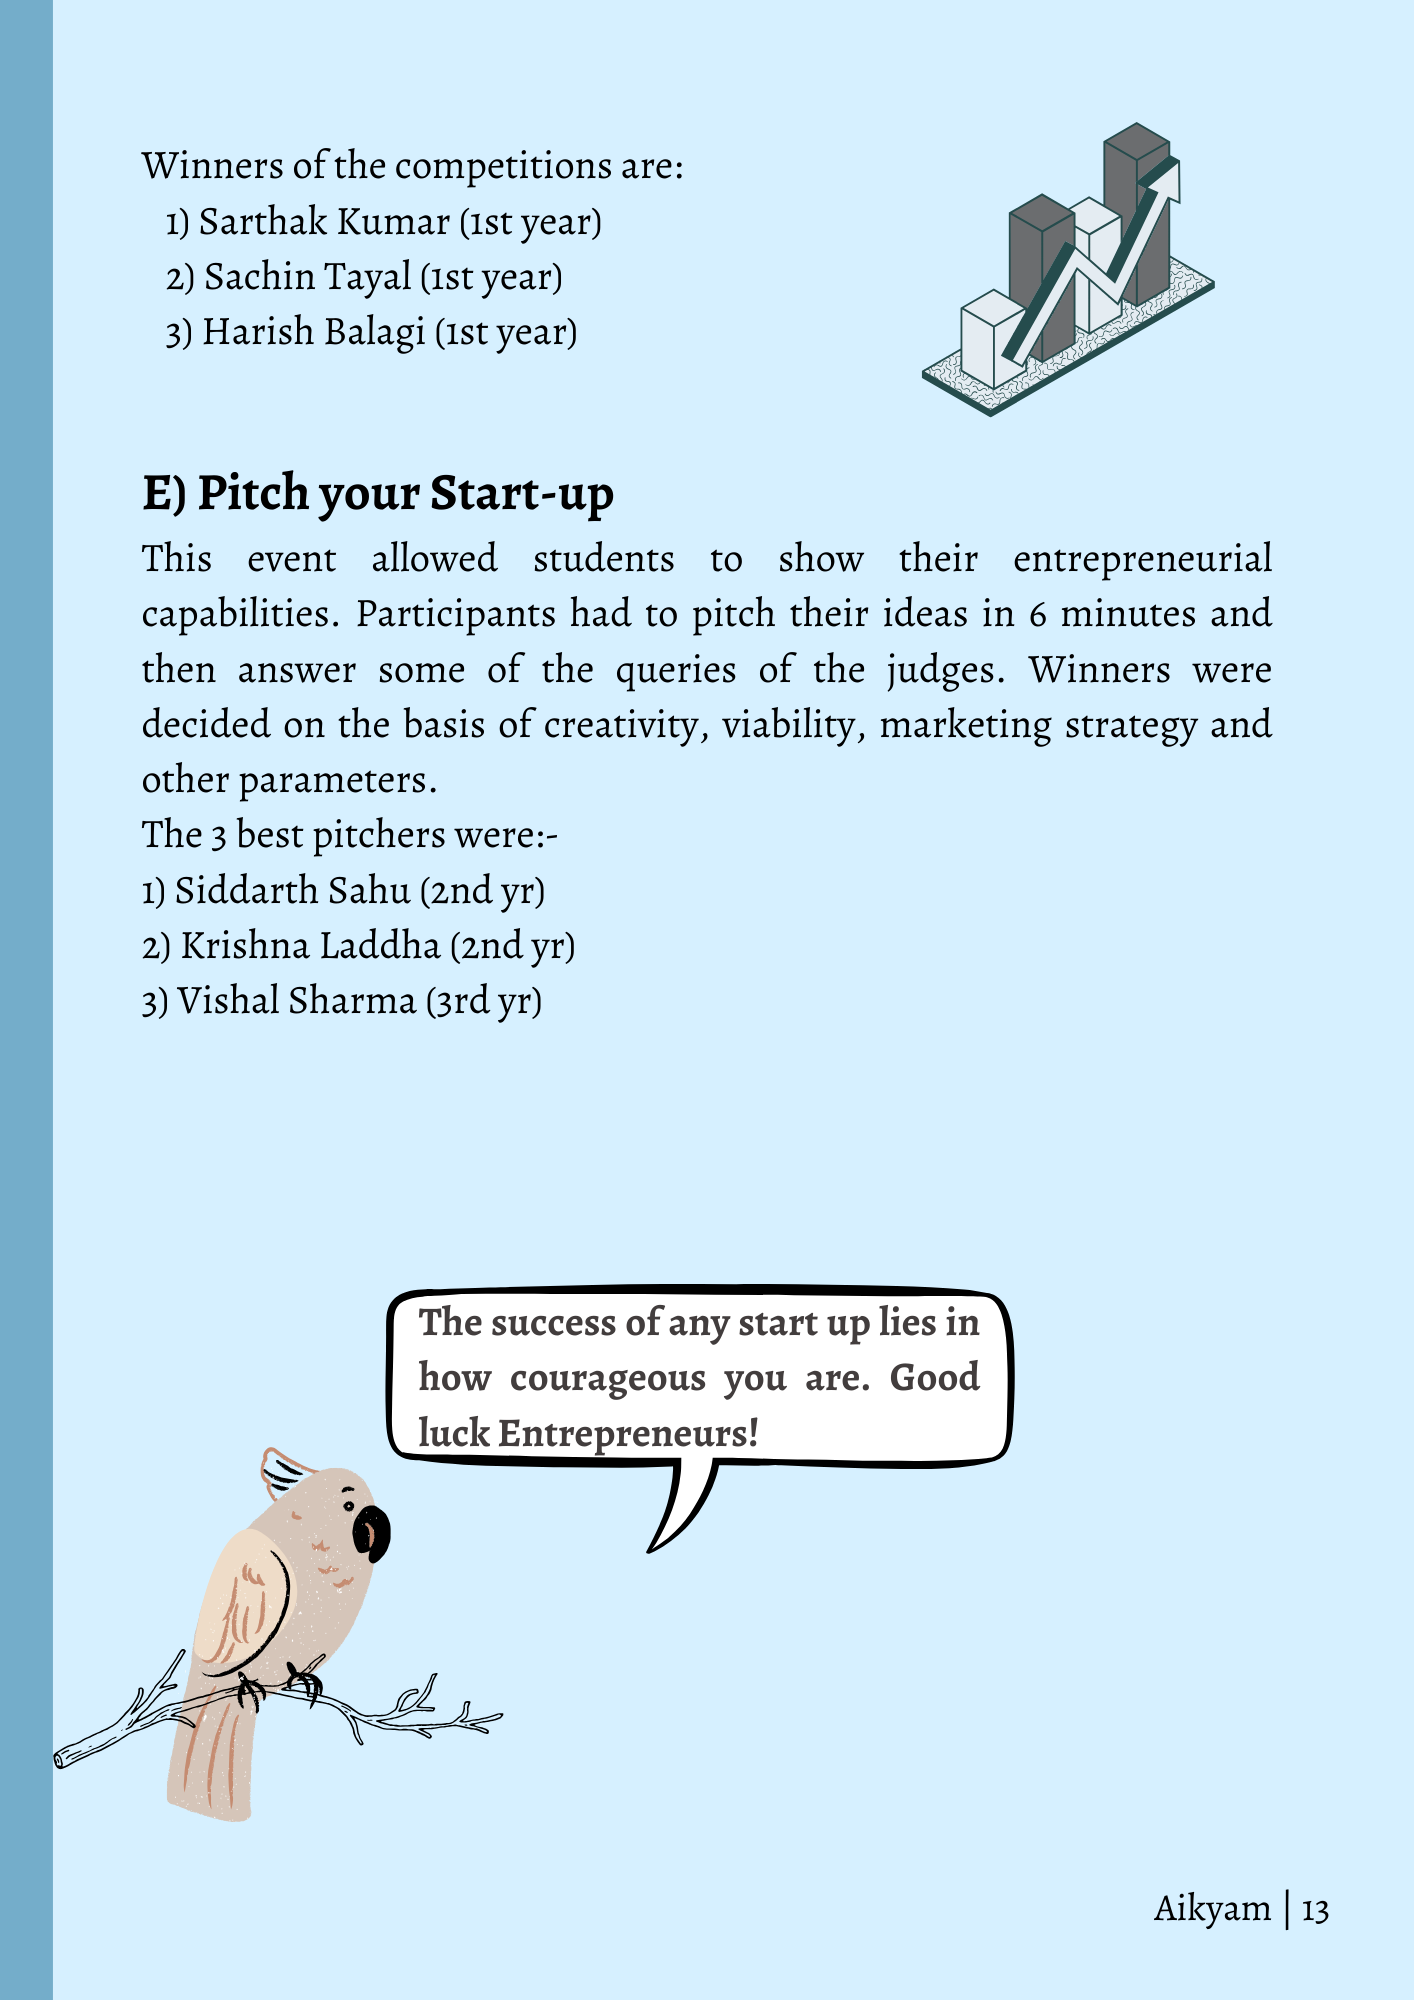 Winners of the competitions are:
1) Sarthak Kumar (1st year)
2) Sachin Tayal (1st year)
3) Harish Balagi (1st year)
E) Pitch your Start-up
This event allowed students to show their entrepreneurial
capabilities. Participants had to pitch their ideas in 6 minutes and
then answer some of the queries of the judges. Winners were
decided on the basis of creativity, viability, marketing strategy and
other parameters.
The 3 best pitchers were:-
1) Siddarth Sahu (2nd yr)
2) Krishna Laddha (2nd yr)
3) Vishal Sharma (3rd yr)
The success of any start up lies in
how courageous you are. Good
luck Entrepreneurs!
Aikyam | 13